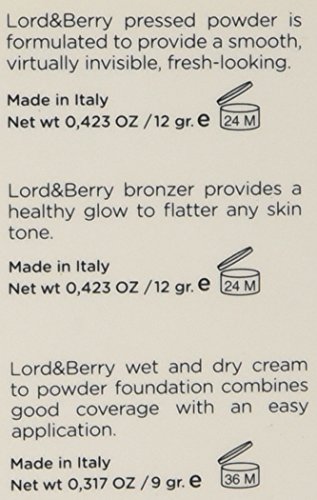 Lord&Berry pressed powder is
formulated to provide a smooth,
virtually invisible, fresh-looking.
Made in Italy
Net wt 0,423 OZ /12 gr. e 24 M
Lord&Berry bronzer provides a
healthy glow to flatter any skin
tone.
Made in Italy
Net wt 0,423 OZ /12 gr. e 24 M
Lord&Berry wet and dry cream
to powder foundation combines
good coverage with an easy
application.
Made in Italy
Net wt 0,317 OZ/ 9 gr. e 36 M